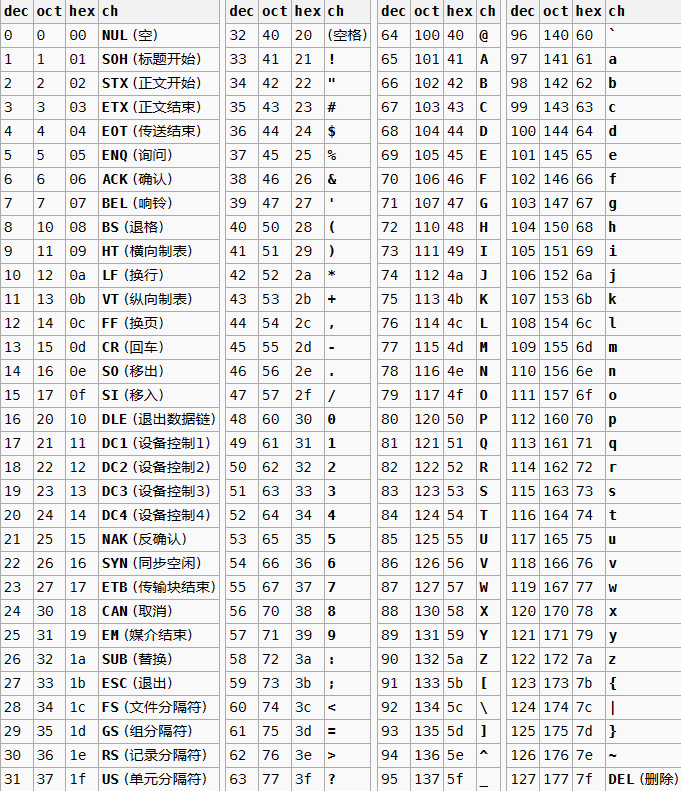 dec oct hex ch dec oct hex ch dec oct hex ch dec oct hex ch
0 0 00 NUL (空) 32 40 20 (空格) 64 100 40 @ 96 140 60 `
1 1 01 SOH (标题开始) 33 41 21 ! 65 101 41 A 97 141 61 a
2 2 02 STX (正文开始) 34 42 22 " 66 102 42 B 98 142 62 b
3 3 03 ETX (正文结束) 35 43 23 # 67 103 43 C 99 143 63 c
4 4 04 EOT (传送结束) 36 44 24 $ 68 104 44 D 100 144 64 d
5 5 05 ENQ (询问) 37 45 25 % 69 105 45 E 101 145 65 e
6 6 06 ACK (确认) 38 46 26 & 70 106 46 F 102 146 66 f
7 7 07 BEL (响铃) 39 47 27 ' 71 107 47 G 103 147 67 g
8 10 08 BS (退格) 40 50 28 ( 72 110 48 H 104 150 68 h
9 11 09 HT (横向制表) 41 51 29 ) 73 111 49 I 105 151 69 i
10 12 0a LF (换行) 42 52 2a * 74 112 4a J 106 152 6a j
11 13 0b VT (纵向制表) 43 53 2b + 75 113 4b K 107 153 6b k
12 14 0c FF (换页) 44 54 2c , 76 114 4c L 108 154 6c l
13 15 0d CR (回车) 45 55 2d - 77 115 4d M 109 155 6d m
14 16 0e SO (移出) 46 56 2e . 78 116 4e N 110 156 6e n
15 17 0f SI (移入) 47 57 2f / 79 117 4f O 111 157 6f o
16 20 10 DLE (退出数据链) 48 60 30 0 80 120 50 P 112 160 70 p
17 21 11 DC1 (设备控制1) 49 61 31 1 81 121 51 Q 113 161 71 q
18 22 12 DC2 (设备控制2) 50 62 32 2 82 122 52 R 114 162 72 r
19 23 13 DC3 (设备控制3) 51 63 33 3 83 123 53 S 115 163 73 s
20 24 14 DC4 (设备控制4) 52 64 34 4 84 124 54 T 116 164 74 t
21 25 15 NAK (反确认) 53 65 35 5 85 125 55 U 117 165 75 u
22 26 16 SYN (同步空闲) 54 66 36 6 86 126 56 V 118 166 76 v
23 27 17 ETB (传输块结束) 55 67 37 7 87 127 57 W 119 167 77 w
24 30 18 CAN (取消) 56 70 38 8 88 130 58 X 120 170 78 x
25 31 19 EM (媒介结束) 57 71 39 9 89 131 59 Y 121 171 79 y
26 32 1a SUB (替换) 58 72 3a : 90 132 5a Z 122 172 7a z
27 33 1b ESC (退出) 59 73 3b ; 91 133 5b [ 123 173 7b {
28 34 1c FS (文件分隔符) 60 74 3c < 92 134 5c \ 124 174 7c |
29 35 1d GS (组分隔符) 61 75 3d = 93 135 5d ] 125 175 7d }
30 36 1e RS (记录分隔符) 62 76 3e > 94 136 5e ^ 126 176 7e ~
31 37 1f US (单元分隔符) 63 77 3f ? 95 137 5f _ 127 177 7f DEL (删除)